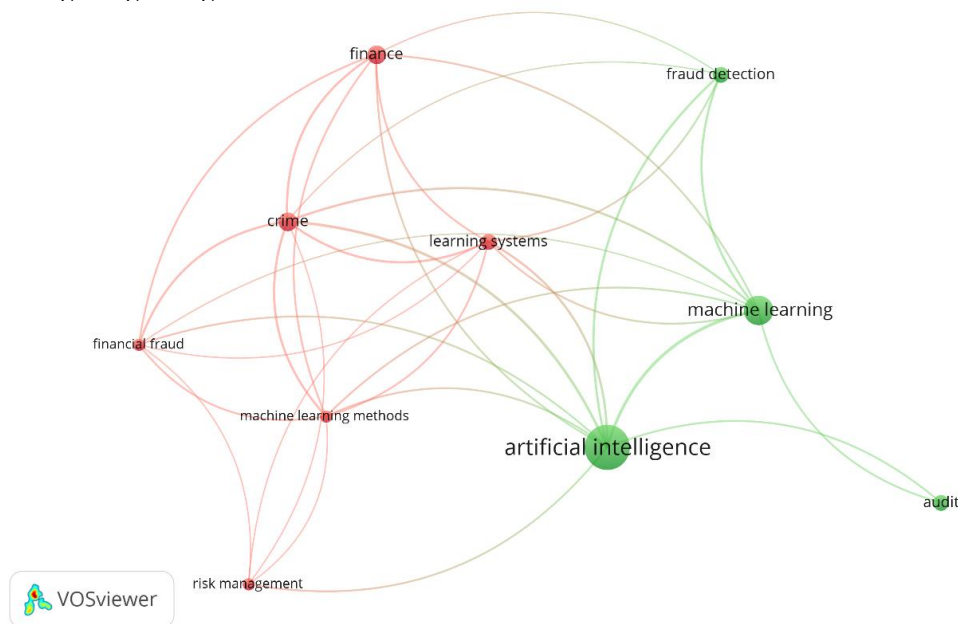 finance
fraud detection
crime
learning systems
machine learning
financial fraud
machine learning methods
artificial intelligence
audit
risk management
VOSviewer